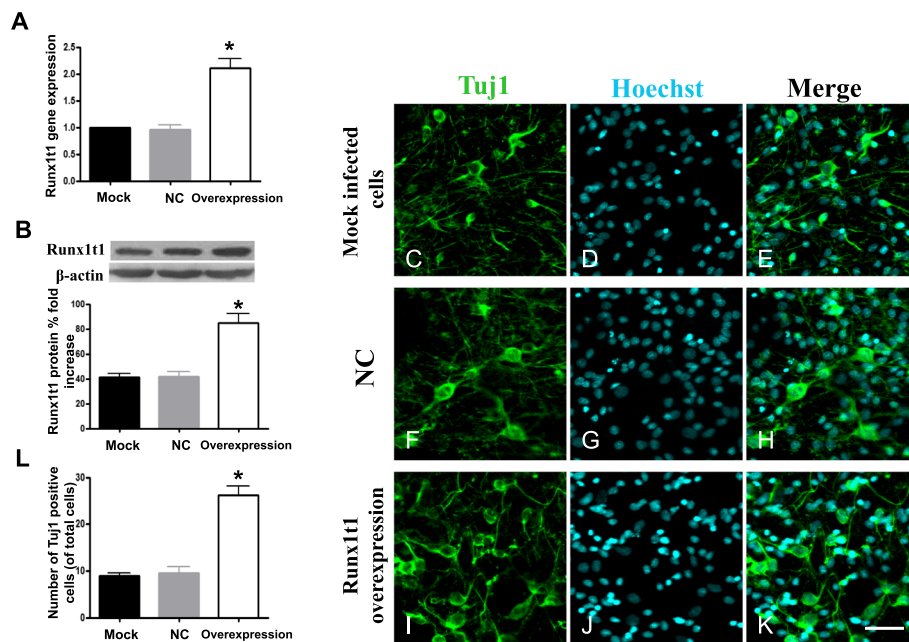 A
Runx1t1 gene expression
2.5
2.0
1.5
1.0
0.5
0.0
*
Mock NC Overexpression
B
Runx1t1
β-actin
Runx1t1 protein % fold
increase
100
80
60
40
20
0
*
Mock NC Overexpression
L
Number of Tuj1 positive
cells (of total cells)
30
20
10
0
*
Mock NC Overexpression
Tuj1 Hoechst Merge
Mock infected
cells
C D E
NC
F G H
Runx1t1
overexpression
I J K